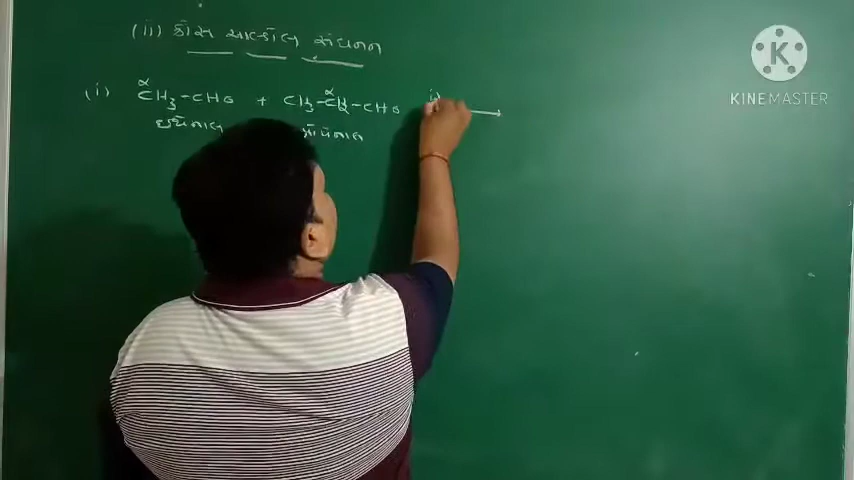 (ii) ક્રોસ આલ્ડોલ સંઘનન
(i) CH3-CHO + CH3-CH2-CHO (i) →
α α
ઇથેનાલ પ્રોપેનાલ
KINEMASTER